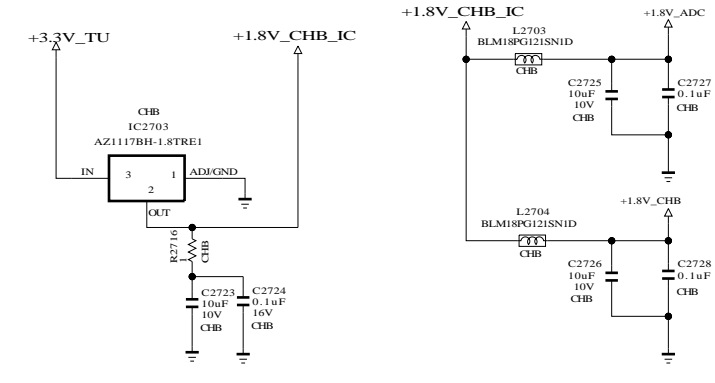 +3.3V_TU
+1.8V_CHB_IC
CHB
IC2703
AZ1117BH-1.8TRE1
IN
3
1
ADJ/GND
2
OUT
R2716
1
CHB
C2723
10uF
10V
CHB
C2724
0.1uF
16V
CHB
+1.8V_CHB_IC
L2703
BLM18PG121SN1D
CHB
+1.8V_ADC
C2725
10uF
10V
CHB
C2727
0.1uF
CHB
L2704
BLM18PG121SN1D
CHB
+1.8V_CHB
C2726
10uF
10V
CHB
C2728
0.1uF
CHB